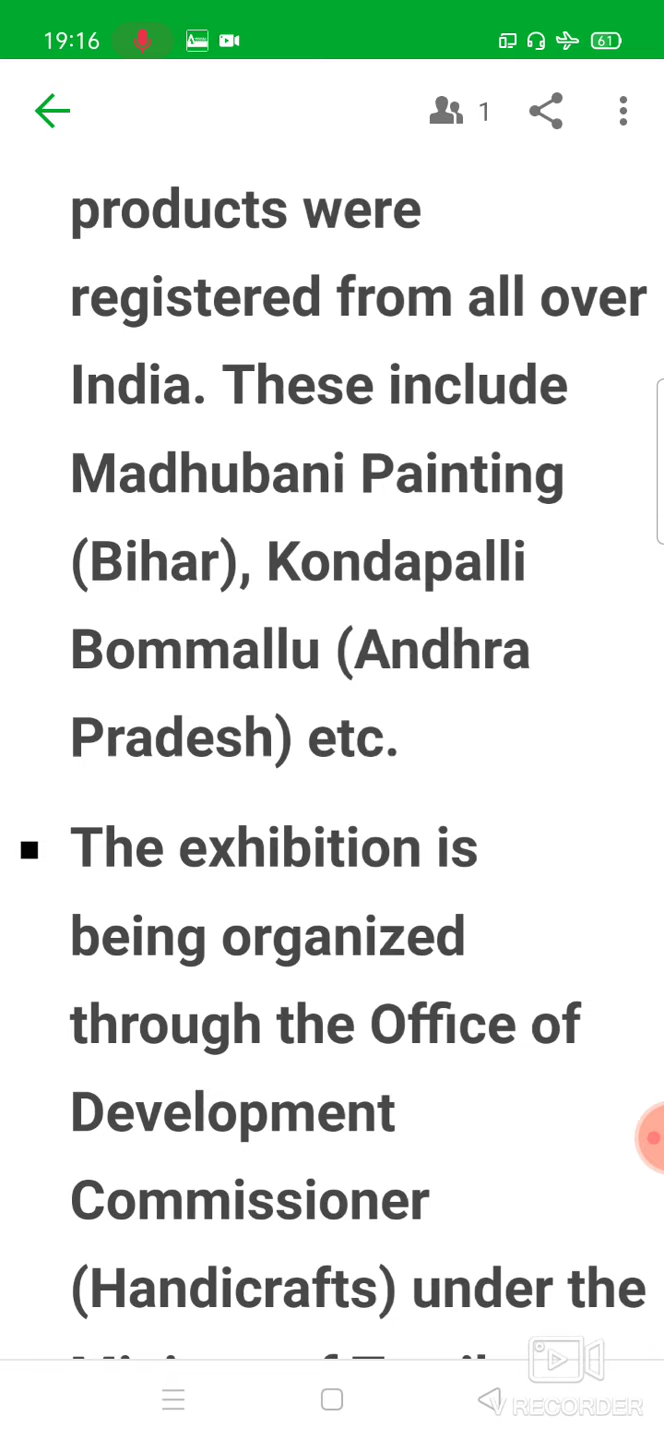 19:16
61
1
products were
registered from all over
India. These include
Madhubani Painting
(Bihar), Kondapalli
Bommallu (Andhra
Pradesh) etc.
■ The exhibition is
being organized
through the Office of
Development
Commissioner
(Handicrafts) under the
V RECORDER